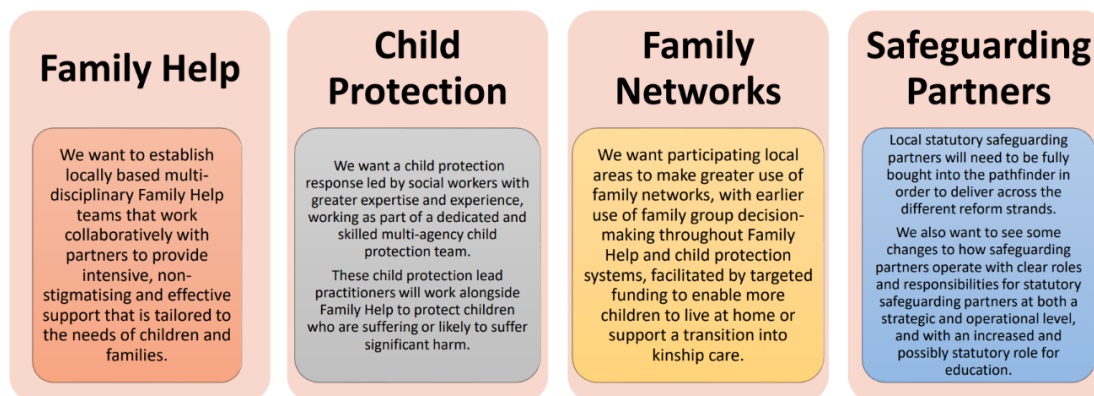 Family Help
We want to establish
locally based multi-
disciplinary Family Help
teams that work
collaboratively with
partners to provide
intensive, non-
stigmatising and effective
support that is tailored to
the needs of children and
families.
Child
Protection
We want a child protection
response led by social workers with
greater expertise and experience,
working as part of a dedicated and
skilled multi-agency child
protection team.
These child protection lead
practitioners will work alongside
Family Help to protect children
who are suffering or likely to suffer
significant harm.
Family
Networks
We want participating local
areas to make greater use of
family networks, with earlier
use of family group decision-
making throughout Family
Help and child protection
systems, facilitated by targeted
funding to enable more
children to live at home or
support a transition into
kinship care.
Safeguarding
Partners
Local statutory safeguarding
partners will need to be fully
bought into the pathfinder in
order to deliver across the
different reform strands.
We also want to see some
changes to how safeguarding
partners operate with clear roles
and responsibilities for statutory
safeguarding partners at both a
strategic and operational level,
and with an increased and
possibly statutory role for
education.